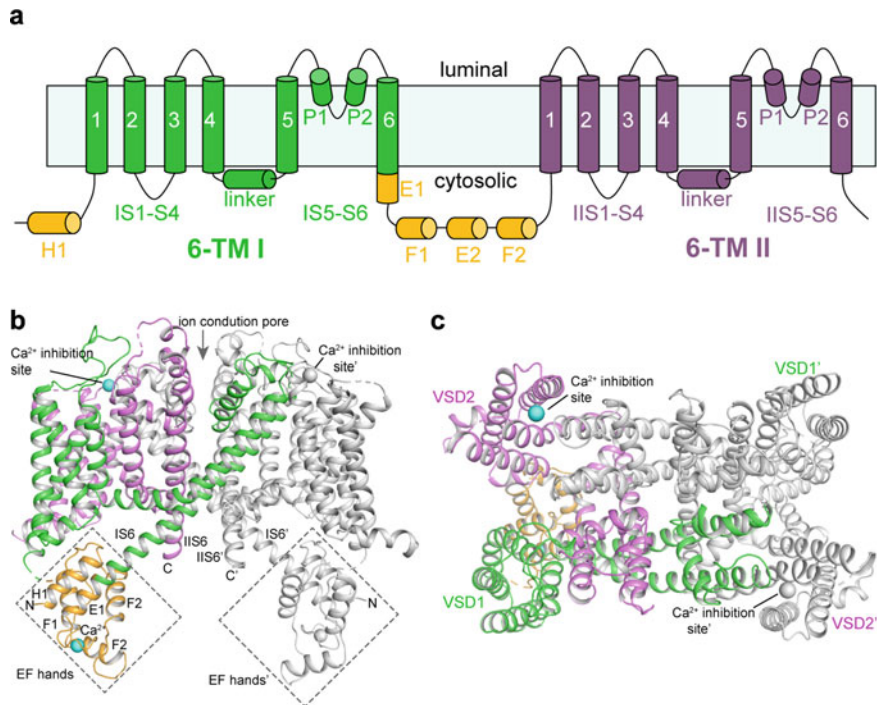 a
luminal
1 2 3 4 5 P1 P2 6 1 2 3 4 5 P1 P2 6
cytosolic
linker E1 linker
H1 IS1-S4 IS5-S6 IIS1-S4 IIS5-S6
6-TM I F1 E2 F2 6-TM II
b
ion condution pore
Ca²⁺ inhibition
site
Ca²⁺ inhibition
site'
IS6
IIS6
IIS6'
IS6'
C
C'
H1
N
E1
F2
F1
Ca²⁺
F2
N
EF hands
EF hands'
c
VSD1'
VSD2
Ca²⁺ inhibition
site
VSD1
Ca²⁺ inhibition
site'
VSD2'